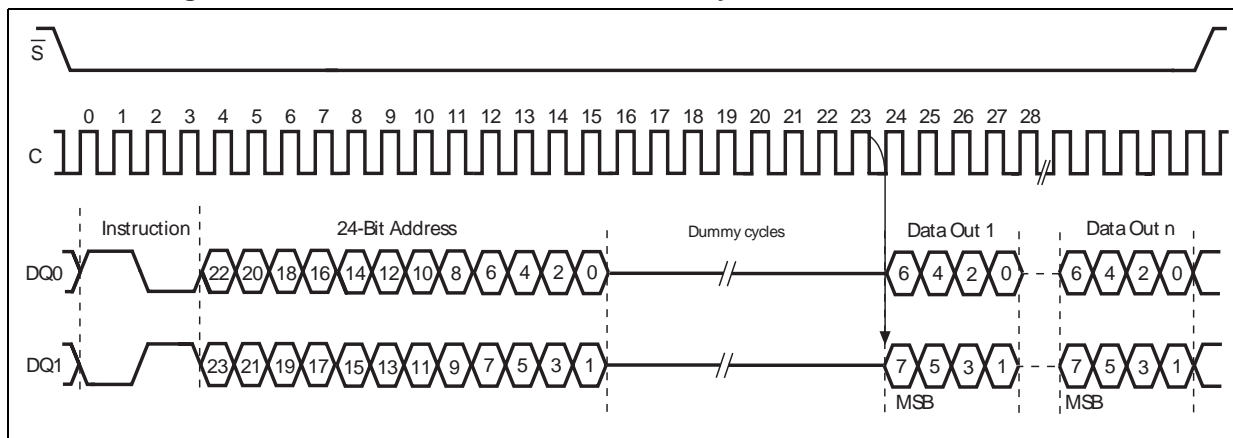 S
0 1 2 3 4 5 6 7 8 9 10 11 12 13 14 15 16 17 18 19 20 21 22 23 24 25 26 27 28
C
Instruction 24-Bit Address Dummy cycles Data Out 1 Data Out n
DQ0 22 20 18 16 14 12 10 8 6 4 2 0 6 4 2 0 6 4 2 0
DQ1 23 21 19 17 15 13 11 9 7 5 3 1 7 5 3 1 7 5 3 1
MSB MSB